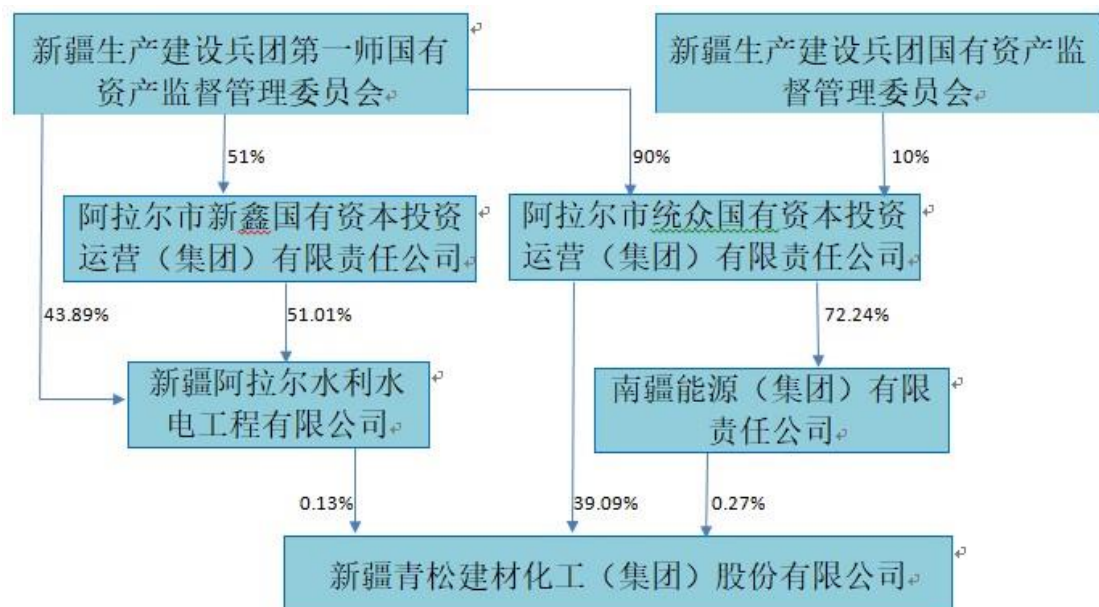 新疆生产建设兵团第一师国有
资产监督管理委员会
新疆生产建设兵团国有资产监
督管理委员会
51%
90%
10%
阿拉尔市新鑫国有资本投资
运营（集团）有限责任公司
阿拉尔市统众国有资本投资
运营（集团）有限责任公司
43.89%
51.01%
72.24%
新疆阿拉尔水利水
电工程有限公司
南疆能源（集团）有限
责任公司
0.13%
39.09%
0.27%
新疆青松建材化工（集团）股份有限公司